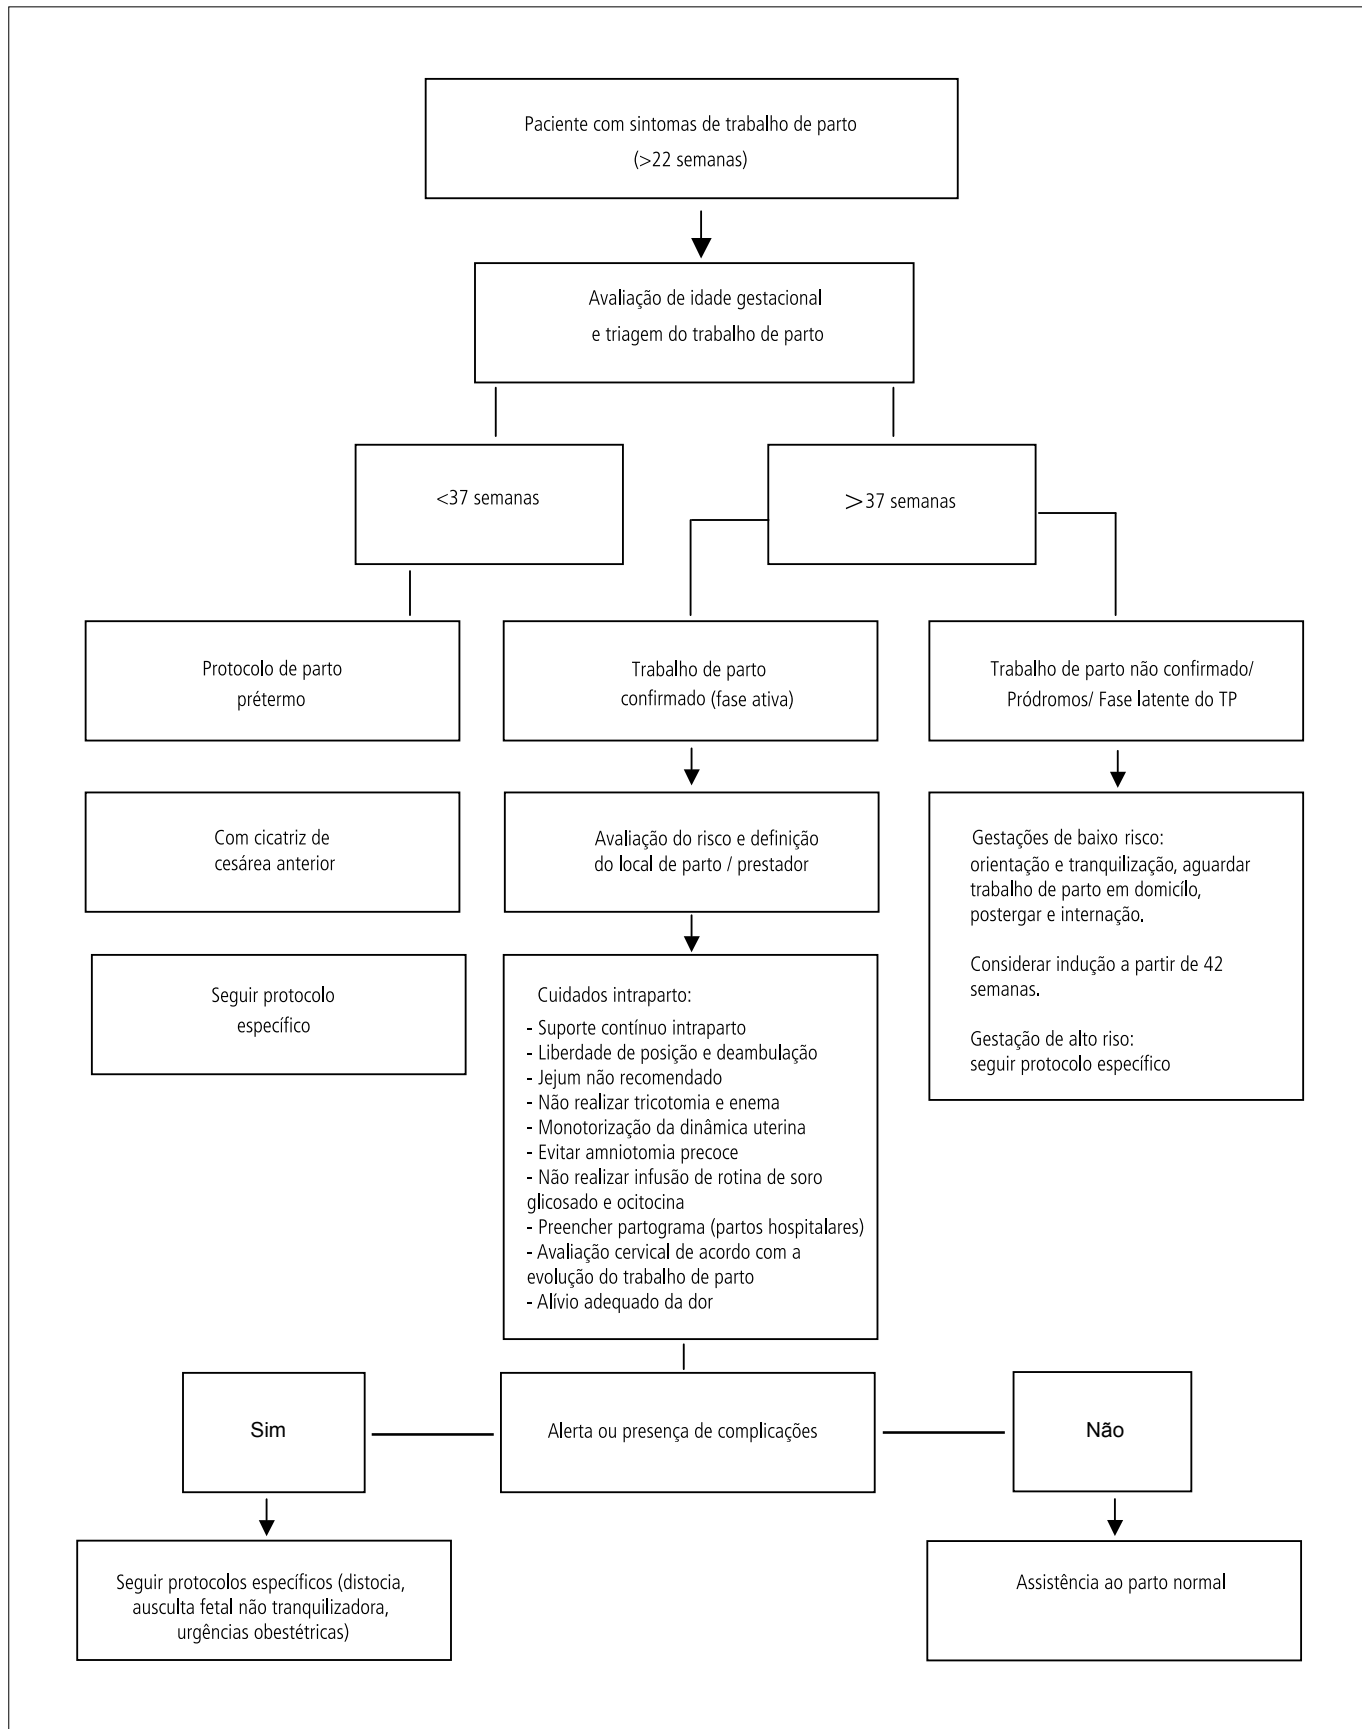 Paciente com sintomas de trabalho de parto
(>22 semanas)
Avaliação de idade gestacional
e triagem do trabalho de parto
<37 semanas
>37 semanas
Protocolo de parto
prétermo
Trabalho de parto
confirmado (fase ativa)
Trabalho de parto não confirmado/
Pródromos/ Fase latente do TP
Com cicatriz de
cesárea anterior
Avaliação do risco e definição
do local de parto / prestador
Gestações de baixo risco:
orientação e tranquilização, aguardar
trabalho de parto em domicílo,
postergar e internação.
Considerar indução a partir de 42
semanas.
Gestação de alto riso:
seguir protocolo específico
Seguir protocolo
específico
Cuidados intraparto:
- Suporte contínuo intraparto
- Liberdade de posição e deambulação
- Jejum não recomendado
- Não realizar tricotomia e enema
- Monotorização da dinâmica uterina
- Evitar amniotomia precoce
- Não realizar infusão de rotina de soro
glicosado e ocitocina
- Preencher partograma (partos hospitalares)
- Avaliação cervical de acordo com a
evolução do trabalho de parto
- Alívio adequado da dor
Sim
Alerta ou presença de complicações
Não
Seguir protocolos específicos (distocia,
ausculta fetal não tranquilizadora,
urgências obestétricas)
Assistência ao parto normal